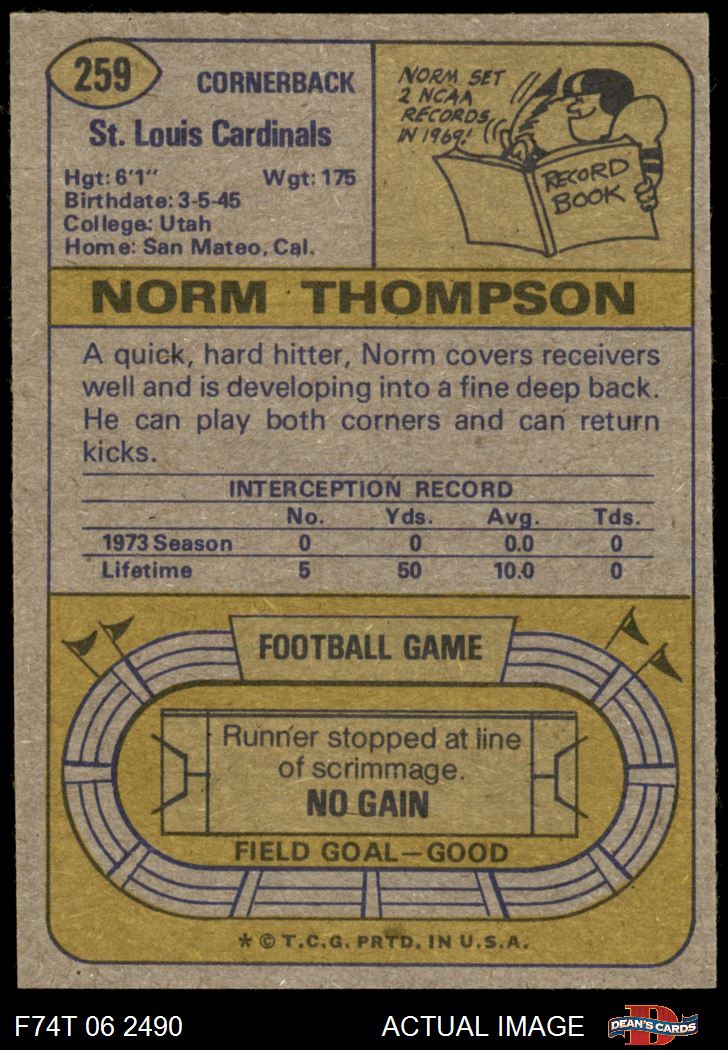 259
CORNERBACK
St. Louis Cardinals
Hgt: 6'1" Wgt: 175
Birthdate: 3-5-45
College: Utah
Home: San Mateo, Cal.
NORM SET
2 NCAA
RECORDS
IN 1969!
RECORD
BOOK
NORM THOMPSON
A quick, hard hitter, Norm covers receivers
well and is developing into a fine deep back.
He can play both corners and can return
kicks.
INTERCEPTION RECORD
No. Yds. Avg. Tds.
1973 Season 0 0 0.0 0
Lifetime 5 50 10.0 0
FOOTBALL GAME
Runner stopped at line
of scrimmage.
NO GAIN
FIELD GOAL—GOOD
* © T.C.G. PRTD. IN U.S.A.
F74T 06 2490 ACTUAL IMAGE
D
DEAN'S CARDS